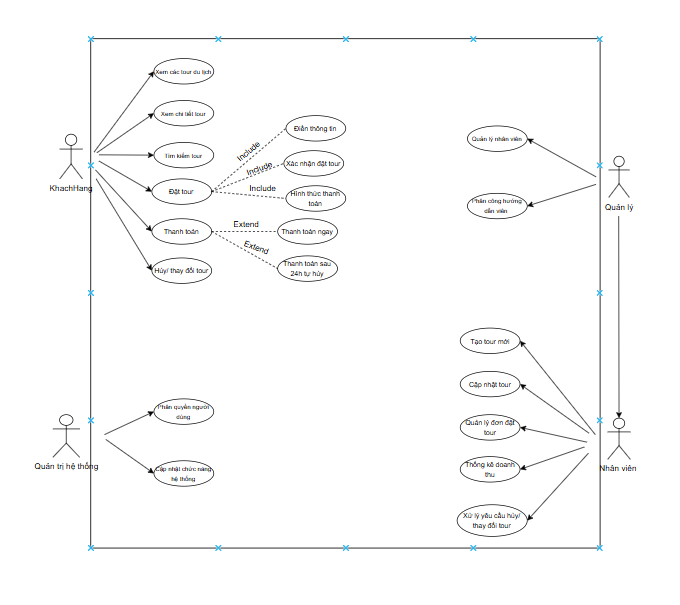 Xem các tour du lịch
Xem chi tiết tour
Tìm kiếm tour
Đặt tour
Thanh toán
Hủy/ thay đổi tour
KhachHang
Include
Include
Include
Extend
Extend
Điền thông tin
Xác nhận đặt tour
Hình thức thanh
toán
Thanh toán ngay
Thanh toán sau
24h tự hủy
Quản lý nhân viên
Phân công hướng
dẫn viên
Quản lý
Phân quyền người
dùng
Cập nhật chức năng
hệ thống
Quản trị hệ thống
Tạo tour mới
Cập nhật tour
Quản lý đơn đặt
tour
Thống kê doanh
thu
Xử lý yêu cầu hủy/
thay đổi tour
Nhân viên